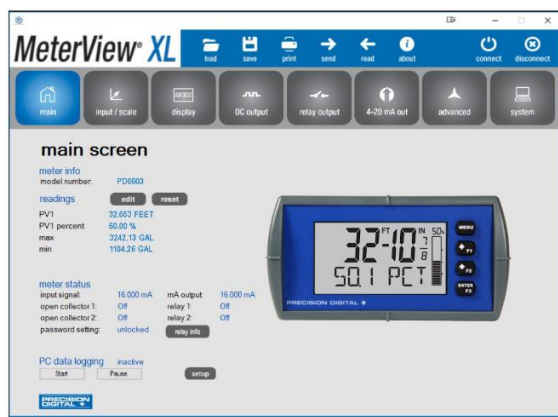 MeterView® XL
load save print send read about connect disconnect
main input / scale display OC output relay output 4-20 mA out advanced system
main screen
meter info
model number: PD6603
readings edit reset
PV1 32.663 FEET
PV1 percent 60.00 %
max 3242.13 GAL
min 1104.26 GAL
meter status
input signal: 16.000 mA mA output: 16.000 mA
open collector 1: Off relay 1: Off
open collector 2: Off relay 2: Off
password setting: unlocked relay info
PC data logging inactive
Start Pause setup
PRECISION
DIGITAL
32 FT -10 7/8 IN
50.1 PCT
50%
MENU
F1
F2
ENTER
F3
PRECISION DIGITAL